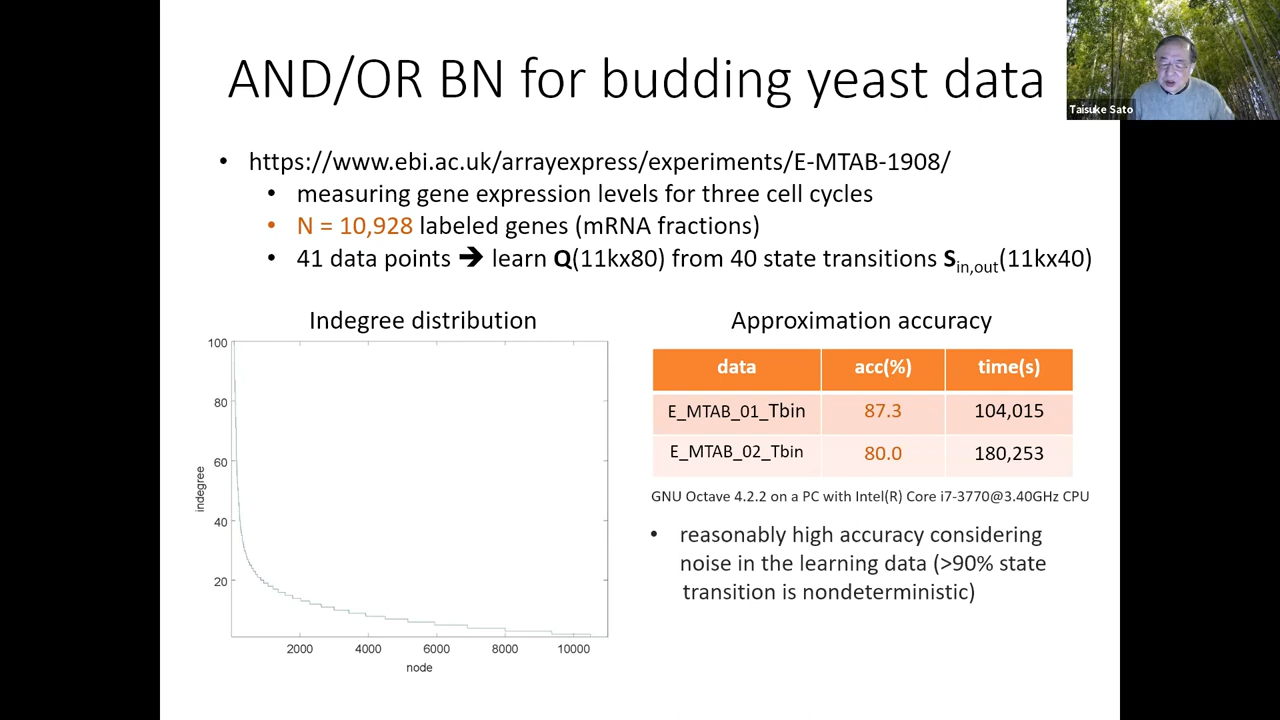 AND/OR BN for budding yeast data
Taisuke Sato
• https://www.ebi.ac.uk/arrayexpress/experiments/E-MTAB-1908/
• measuring gene expression levels for three cell cycles
• N = 10,928 labeled genes (mRNA fractions)
• 41 data points ➔ learn Q(11kx80) from 40 state transitions Sin,out(11kx40)
Indegree distribution
100
80
60
40
20
indegree
2000 4000 6000 8000 10000
node
Approximation accuracy
data acc(%) time(s)
E_MTAB_01_Tbin 87.3 104,015
E_MTAB_02_Tbin 80.0 180,253
GNU Octave 4.2.2 on a PC with Intel(R) Core i7-3770@3.40GHz CPU
• reasonably high accuracy considering
noise in the learning data (>90% state
transition is nondeterministic)